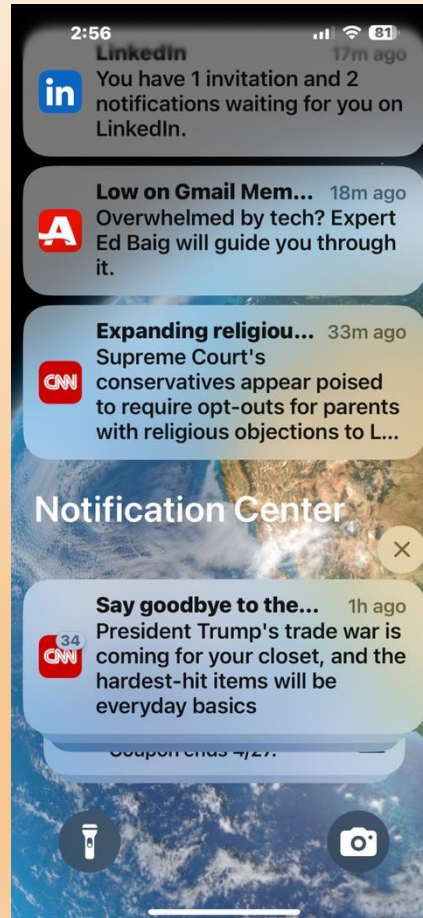 2:56
81
LinkedIn 17m ago
in
You have 1 invitation and 2
notifications waiting for you on
LinkedIn.
Low on Gmail Mem... 18m ago
Overwhelmed by tech? Expert
Ed Baig will guide you through
it.
Expanding religiou... 33m ago
CNN
Supreme Court's
conservatives appear poised
to require opt-outs for parents
with religious objections to L...
Notification Center
Say goodbye to the... 1h ago
34
CNN
President Trump's trade war is
coming for your closet, and the
hardest-hit items will be
everyday basics
Coupon ends 4/27.